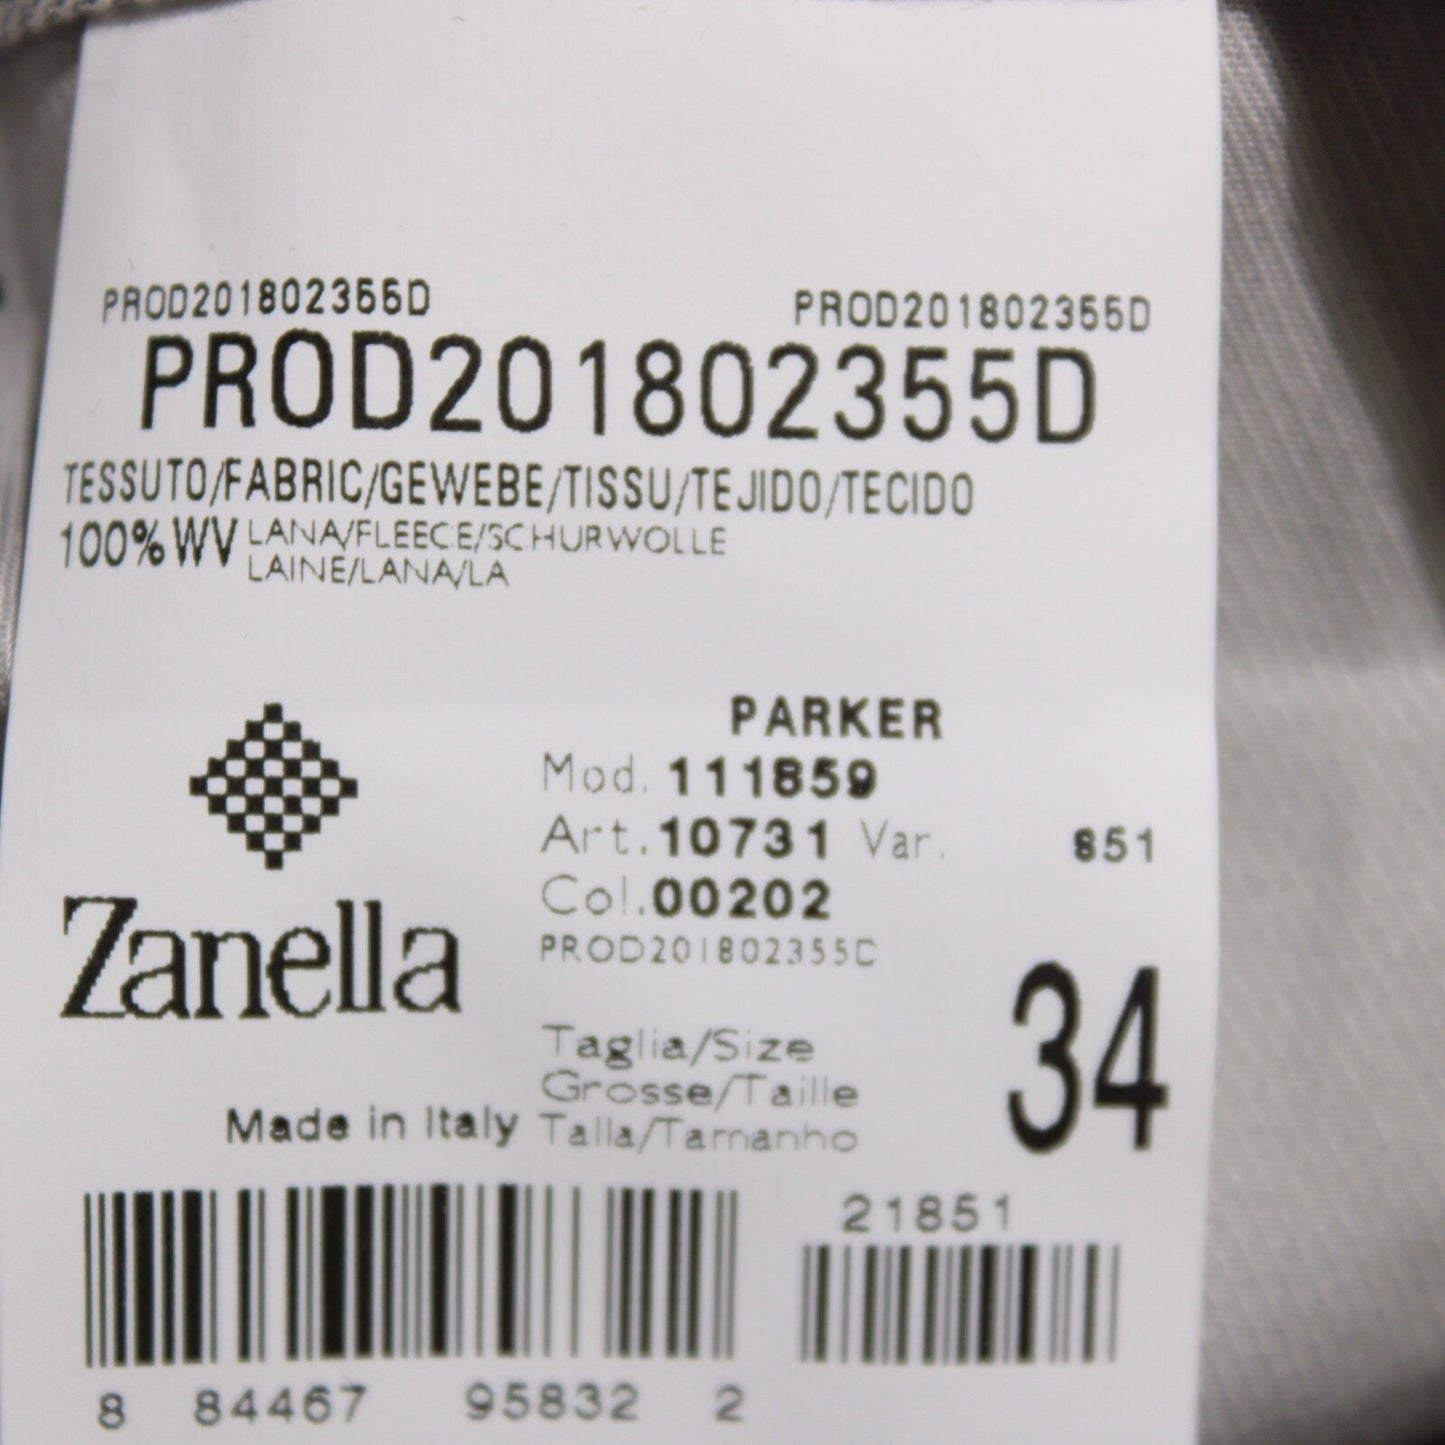 PROD201802355D PROD201802355D
PROD201802355D
TESSUTO/FABRIC/GEWEBE/TISSU/TEJIDO/TECIDO
100% WV LANA/FLEECE/SCHURWOLLE
LAINE/LANA/LA
PARKER
Mod. 111859
Art. 10731 Var. 851
Col. 00202
PROD201802355D
Zanella
34
Taglia/Size
Grosse/Taille
Talla/Tamanho
Made in Italy
21851
8 84467 95832 2